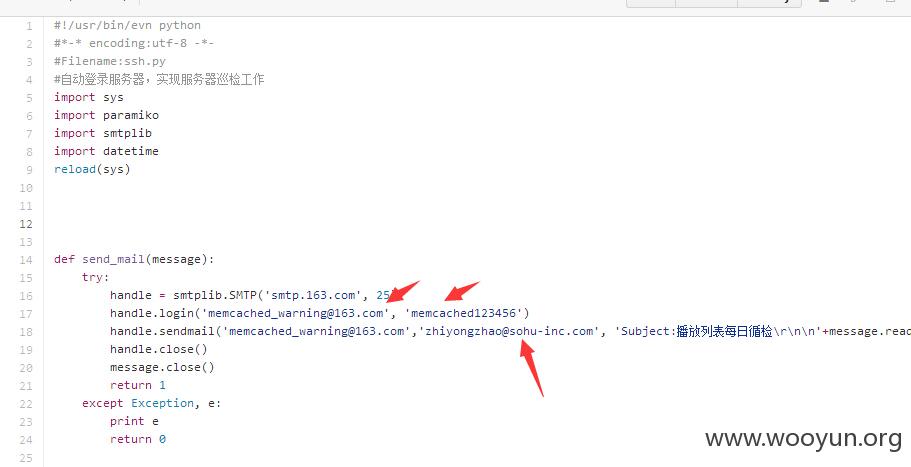 1 #!/usr/bin/evn python
2 #*-* encoding:utf-8 -*-
3 #Filename:ssh.py
4 #自动登录服务器，实现服务器巡检工作
5 import sys
6 import paramiko
7 import smtplib
8 import datetime
9 reload(sys)
10
11
12
13
14 def send_mail(message):
15 try:
16 handle = smtplib.SMTP('smtp.163.com', 25
17 handle.login('memcached_warning@163.com', 'memcached123456')
18 handle.sendmail('memcached_warning@163.com','zhiyongzhao@sohu-inc.com', 'Subject:播放列表每日循检\r\n\n'+message.read
19 handle.close()
20 message.close()
21 return 1
22 except Exception, e:
23 print e
24 return 0
25
www.wooyun.org